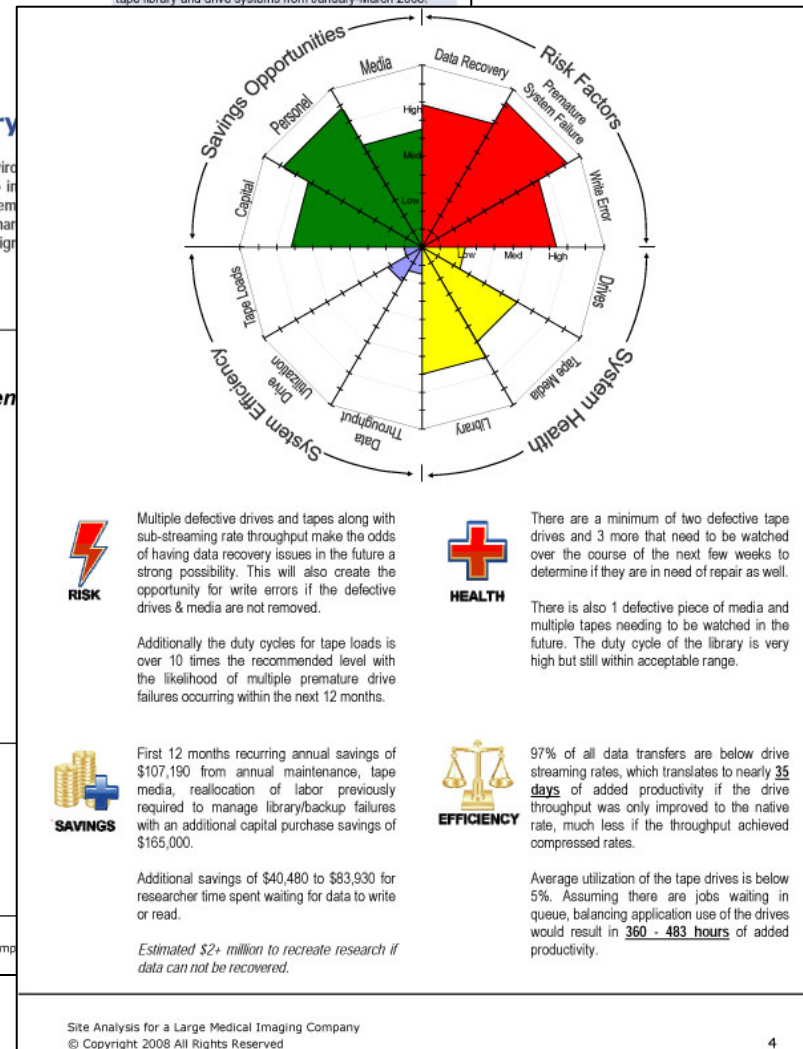 tape library and drive systems from January-March 2008.
Savings Opportunities
Risk Factors
Media
Data Recovery
Personel
Premature
System Failure
Capital
Write Error
High
Med
Low
Low
Med
High
Tape Loads
Drives
Drive
Utilization
Tape Media
Data
Throughput
Library
System Efficiency
System Health
RISK
Multiple defective drives and tapes along with
sub-streaming rate throughput make the odds
of having data recovery issues in the future a
strong possibility. This will also create the
opportunity for write errors if the defective
drives & media are not removed.
Additionally the duty cycles for tape loads is
over 10 times the recommended level with
the likelihood of multiple premature drive
failures occurring within the next 12 months.
HEALTH
There are a minimum of two defective tape
drives and 3 more that need to be watched
over the course of the next few weeks to
determine if they are in need of repair as well.
There is also 1 defective piece of media and
multiple tapes needing to be watched in the
future. The duty cycle of the library is very
high but still within acceptable range.
SAVINGS
First 12 months recurring annual savings of
$107,190 from annual maintenance, tape
media, reallocation of labor previously
required to manage library/backup failures
with an additional capital purchase savings of
$165,000.
Additional savings of $40,480 to $83,930 for
researcher time spent waiting for data to write
or read.
Estimated $2+ million to recreate research if
data can not be recovered.
EFFICIENCY
97% of all data transfers are below drive
streaming rates, which translates to nearly 35
days of added productivity if the drive
throughput was only improved to the native
rate, much less if the throughput achieved
compressed rates.
Average utilization of the tape drives is below
5%. Assuming there are jobs waiting in
queue, balancing application use of the drives
would result in 360 - 483 hours of added
productivity.
Site Analysis for a Large Medical Imaging Company
© Copyright 2008 All Rights Reserved
4